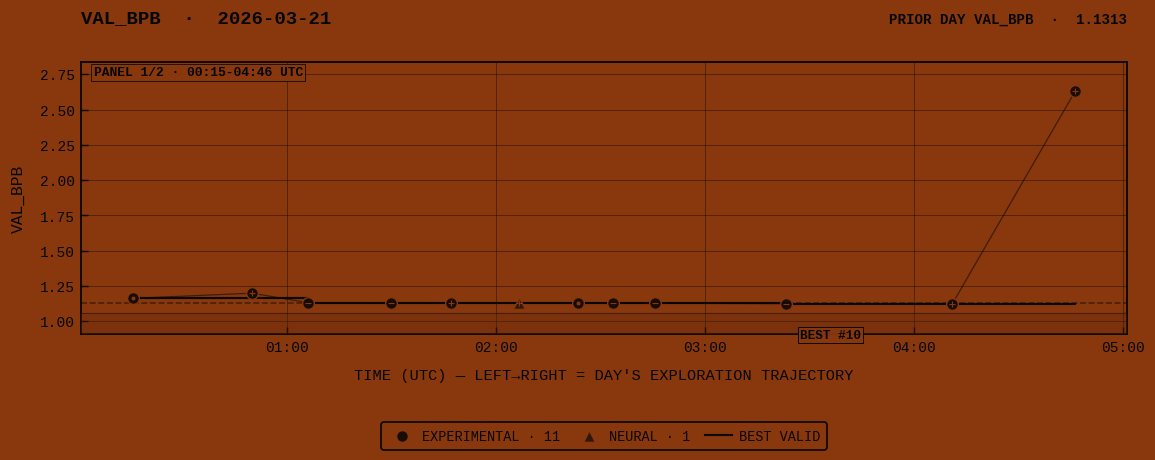 VAL_BPB · 2026-03-21
PRIOR DAY VAL_BPB · 1.1313
PANEL 1/2 · 00:15-04:46 UTC
2.75
2.50
2.25
2.00
1.75
1.50
1.25
1.00
VAL_BPB
BEST #10
01:00
02:00
03:00
04:00
05:00
TIME (UTC) — LEFT→RIGHT = DAY'S EXPLORATION TRAJECTORY
EXPERIMENTAL · 11
NEURAL · 1
BEST VALID